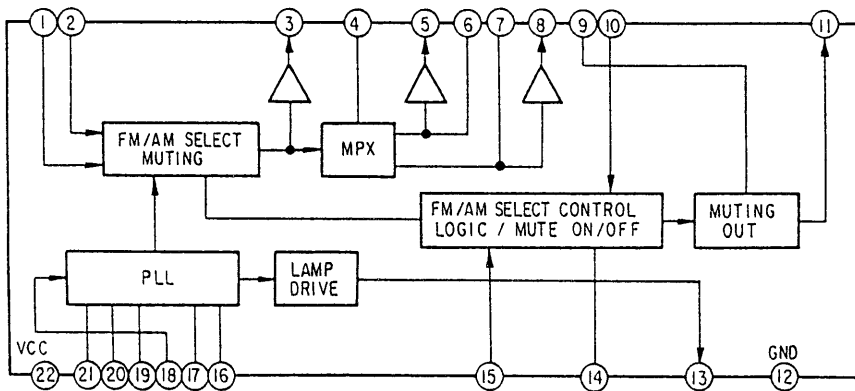 1 2 3 4 5 6 7 8 9 10 11
FM/AM SELECT
MUTING
MPX
FM/AM SELECT CONTROL
LOGIC / MUTE ON/OFF
MUTING
OUT
PLL
LAMP
DRIVE
VCC
GND
22 21 20 19 18 17 16 15 14 13 12